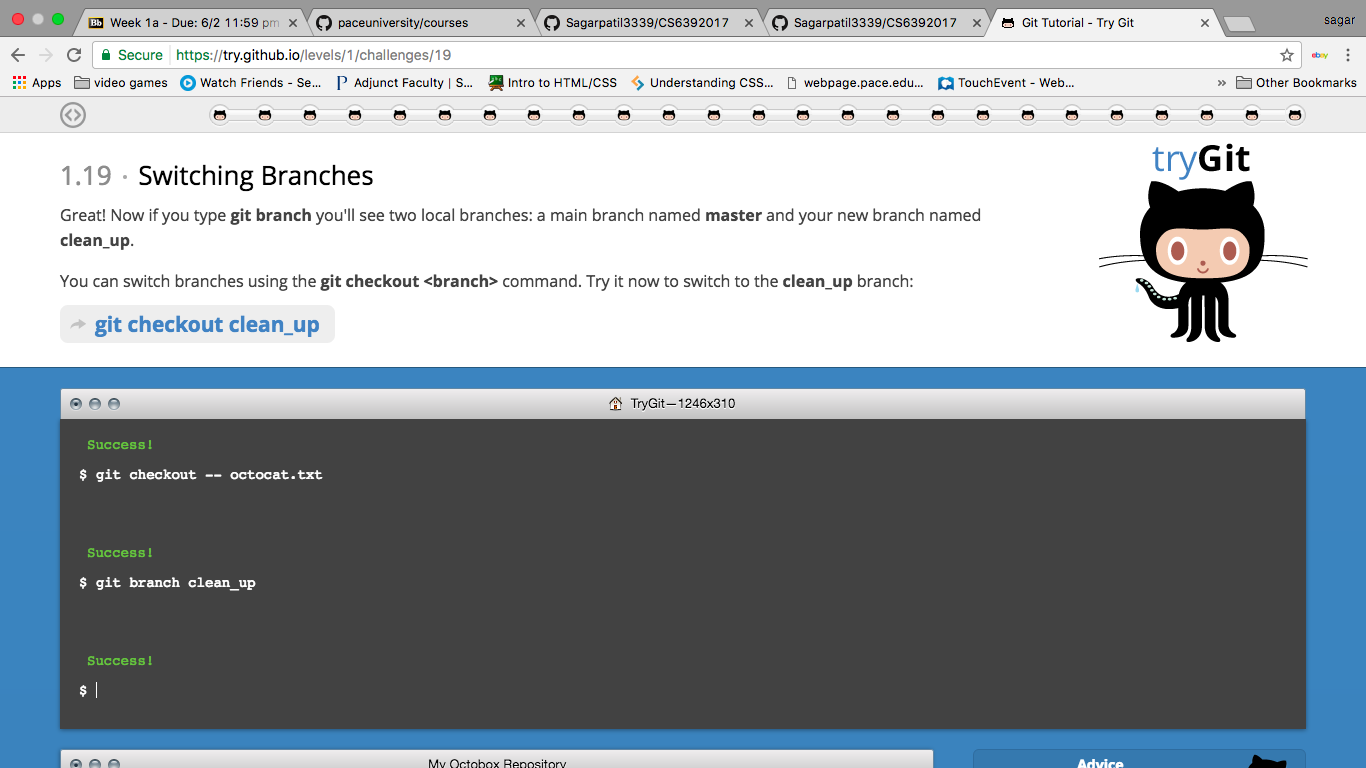 Week 1a - Due: 6/2 11:59 pm
paceuniversity/courses
Sagarpatil3339/CS6392017
Sagarpatil3339/CS6392017
Git Tutorial - Try Git
sagar
Secure https://try.github.io/levels/1/challenges/19
ebay
Apps
video games
Watch Friends - Se...
Adjunct Faculty | S...
Intro to HTML/CSS
Understanding CSS...
webpage.pace.edu...
TouchEvent - Web...
» Other Bookmarks
tryGit
1.19 · Switching Branches
Great! Now if you type git branch you'll see two local branches: a main branch named master and your new branch named
clean_up.
You can switch branches using the git checkout <branch> command. Try it now to switch to the clean_up branch:
git checkout clean_up
TryGit—1246x310
Success!
$ git checkout -- octocat.txt
Success!
$ git branch clean_up
Success!
$
My Octobox Repository
Advice